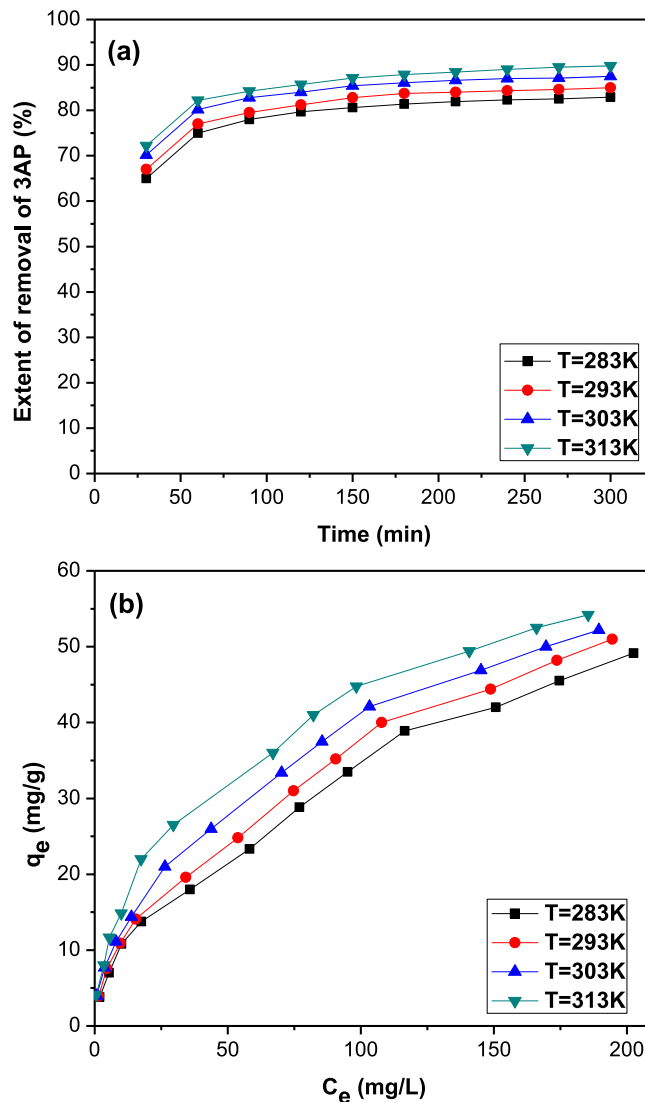 (a)
Extent of removal of 3AP (%)
100
90
80
70
60
50
40
30
20
10
0
T=283K
T=293K
T=303K
T=313K
0 50 100 150 200 250 300
Time (min)
(b)
qe (mg/g)
60
50
40
30
20
10
0
T=283K
T=293K
T=303K
T=313K
0 50 100 150 200
Ce (mg/L)